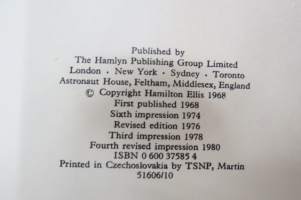 Published by
The Hamlyn Publishing Group Limited
London · New York · Sydney · Toronto
Astronaut House, Feltham, Middlesex, England
© Copyright Hamilton Ellis 1968
First published 1968
Sixth impression 1974
Revised edition 1976
Third impression 1978
Fourth revised impression 1980
ISBN 0 600 37585 4
Printed in Czechoslovakia by TSNP, Martin
51606/10